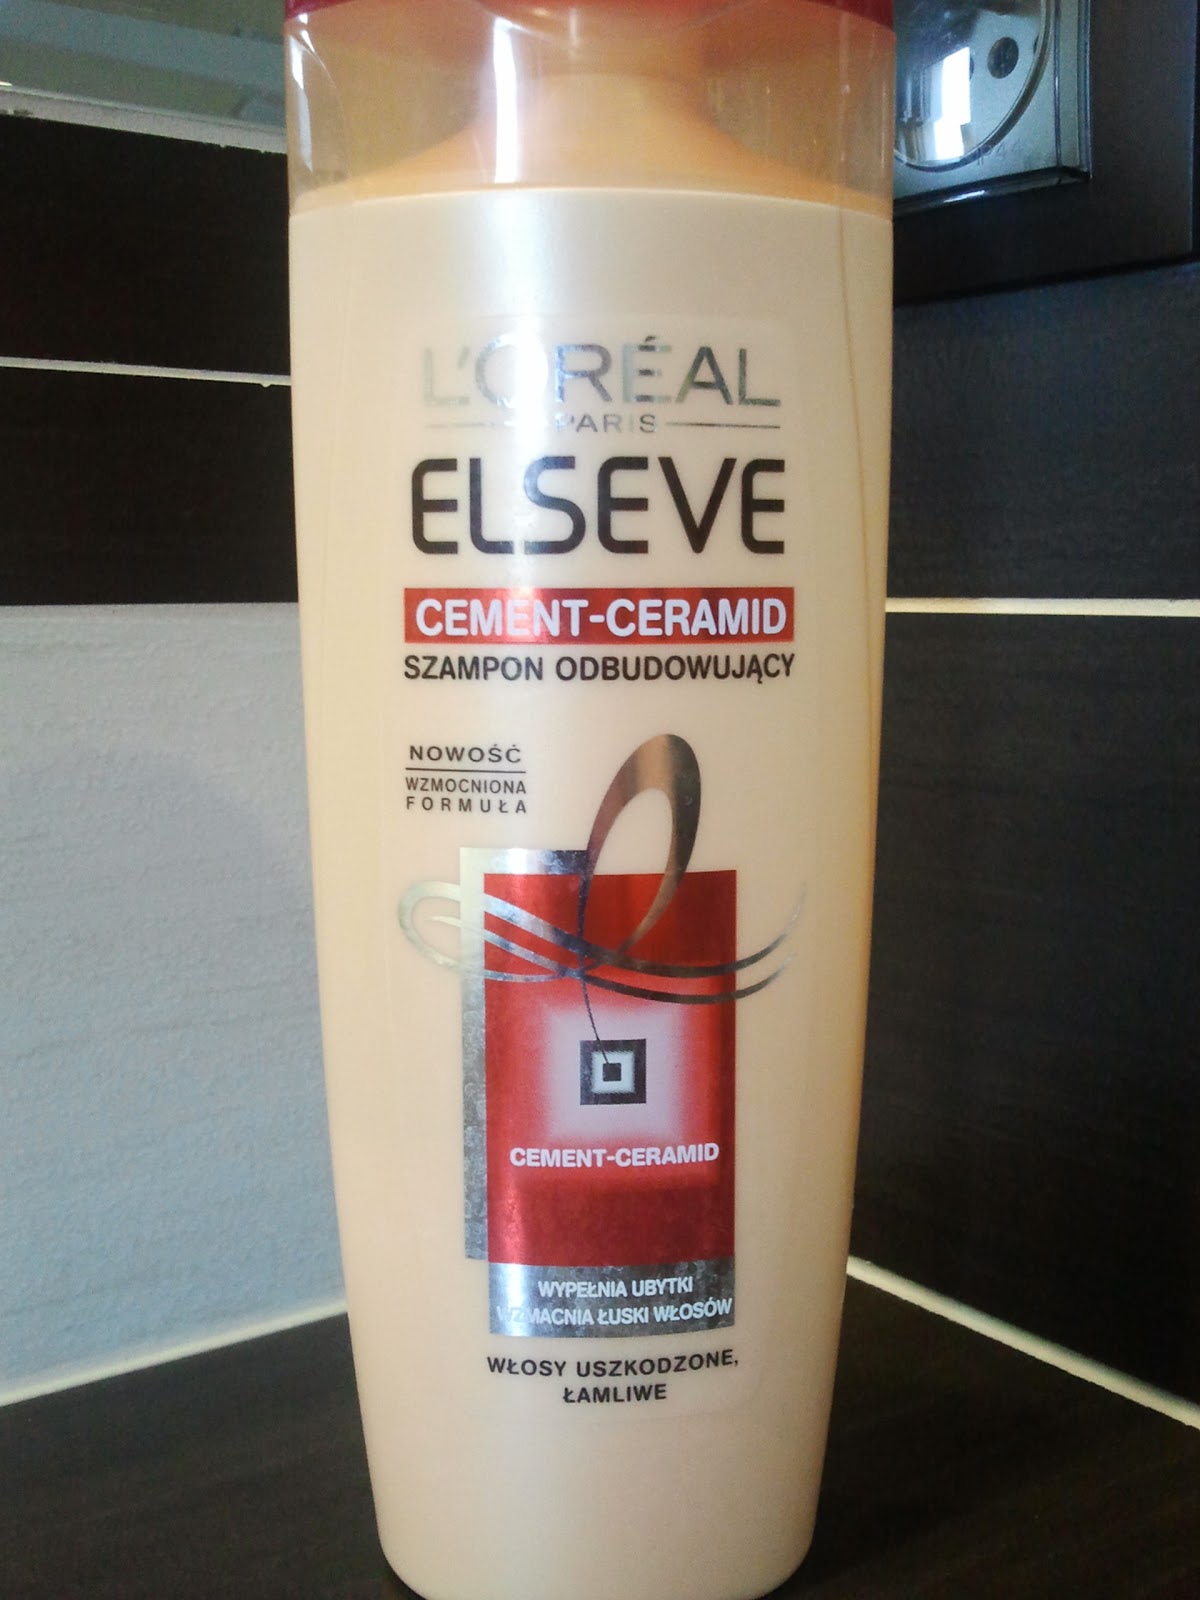 L'ORÉAL
PARIS
ELSEVE
CEMENT-CERAMID
SZAMPON ODBUDOWUJĄCY
NOWOŚĆ
WZMOCNIONA
FORMUŁA
CEMENT-CERAMID
WYPEŁNIA UBYTKI
WZMACNIA ŁUSKI WŁOSÓW
WŁOSY USZKODZONE,
ŁAMLIWE